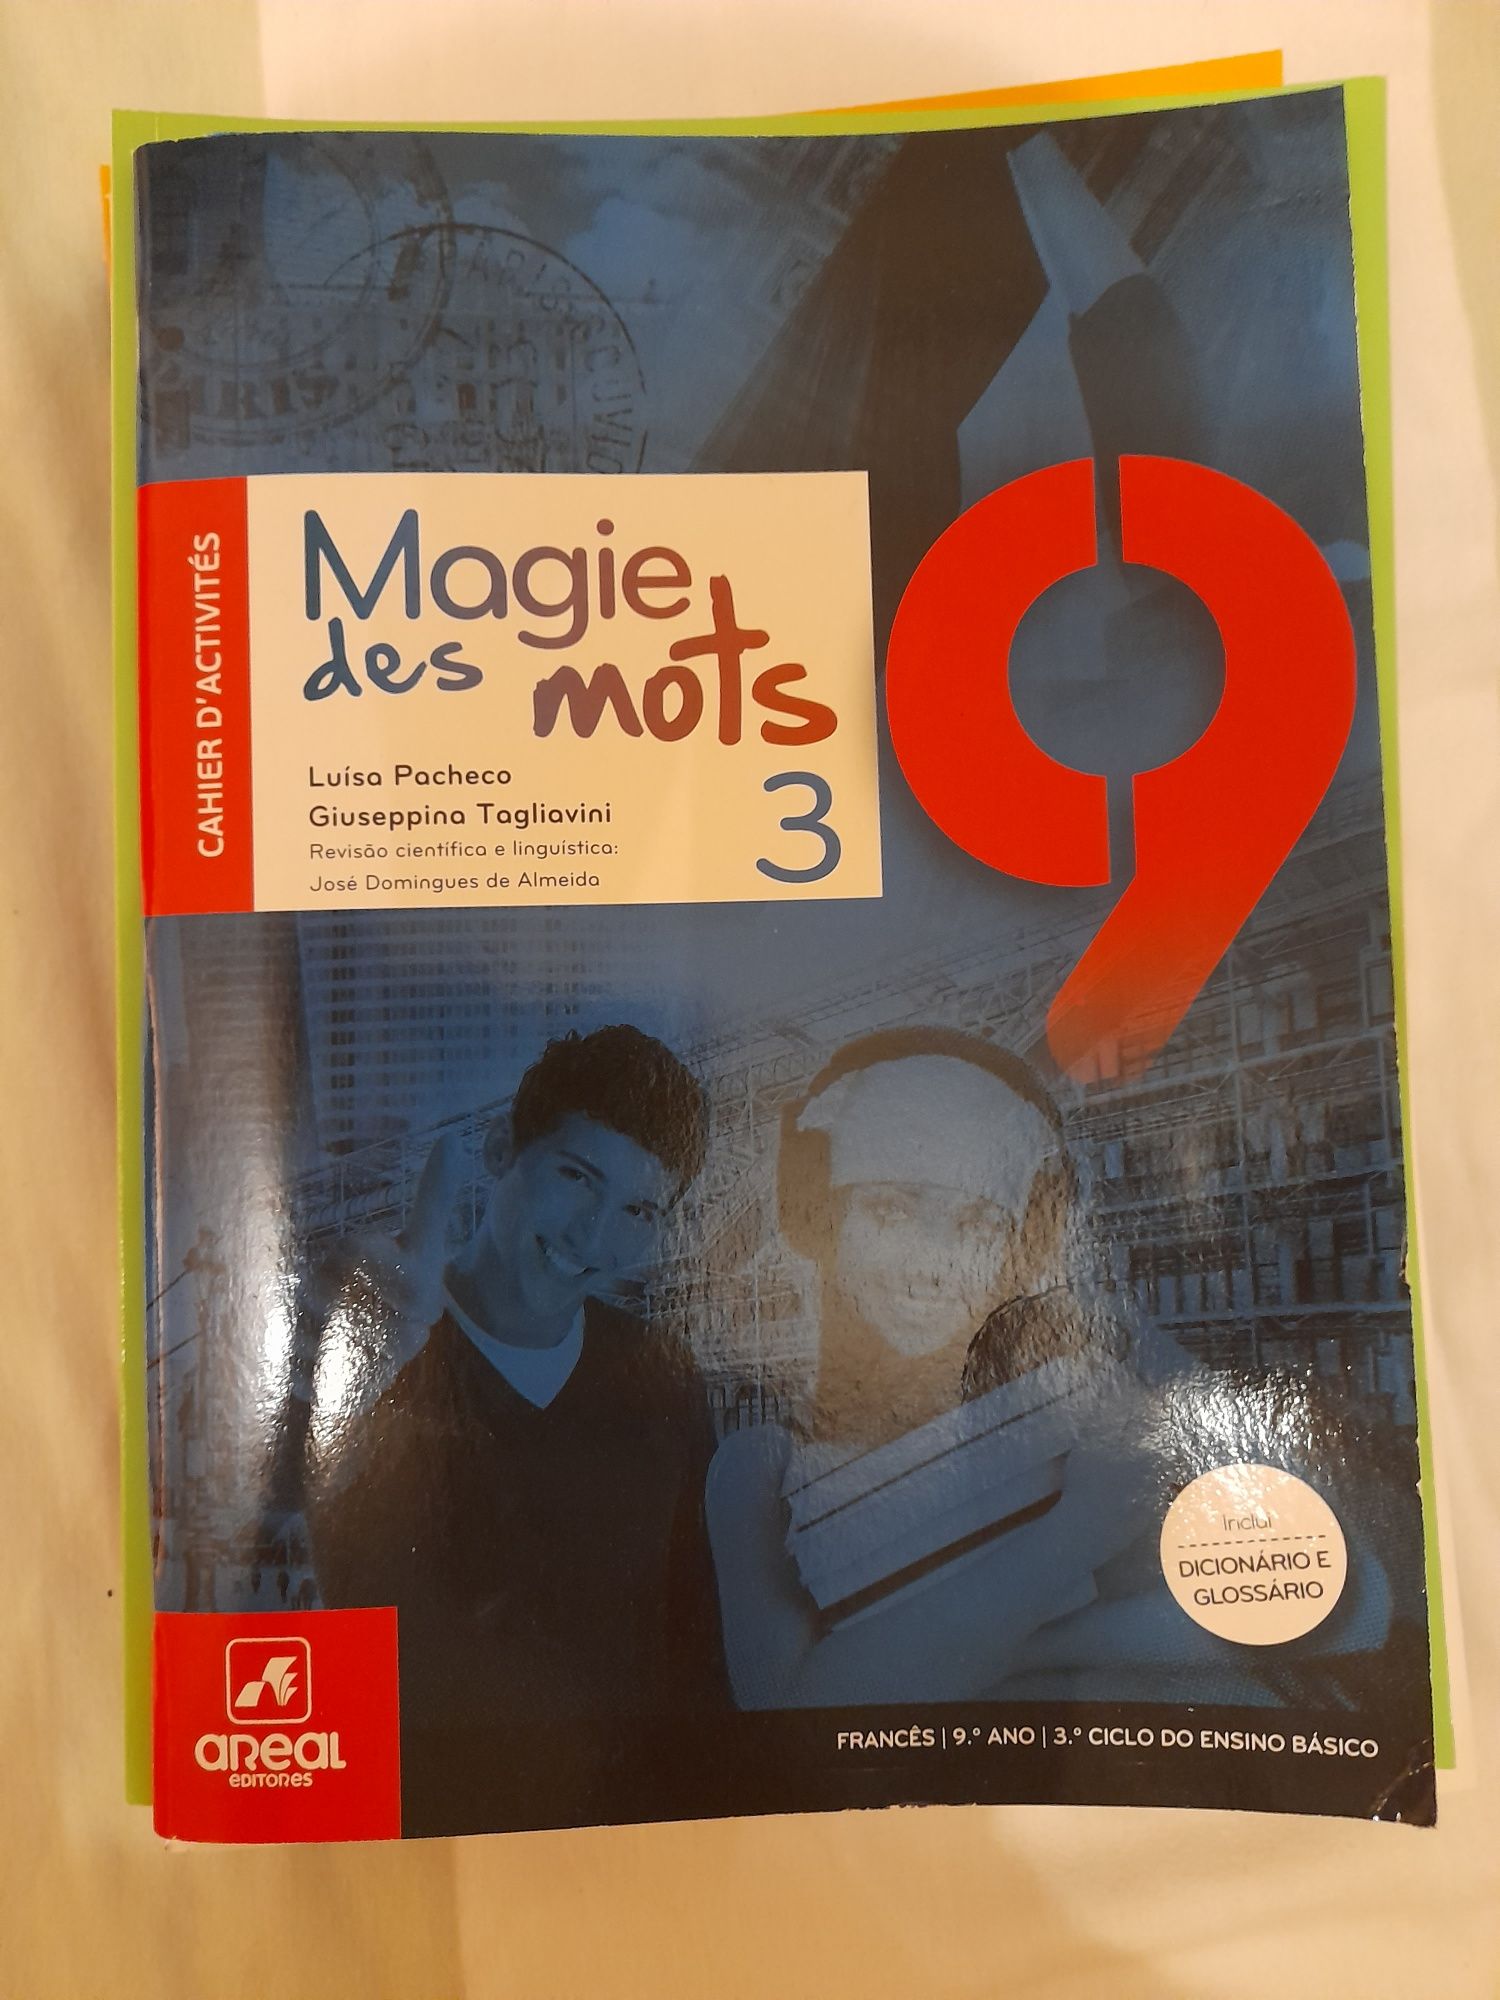 CAHIER D'ACTIVITÉS
Magie
des mots
3
9
Luísa Pacheco
Giuseppina Tagliavini
Revisão científica e linguística:
José Domingues de Almeida
Inclui
DICIONÁRIO E
GLOSSÁRIO
FRANCÊS | 9.º ANO | 3.º CICLO DO ENSINO BÁSICO
AREAL
EDITORES